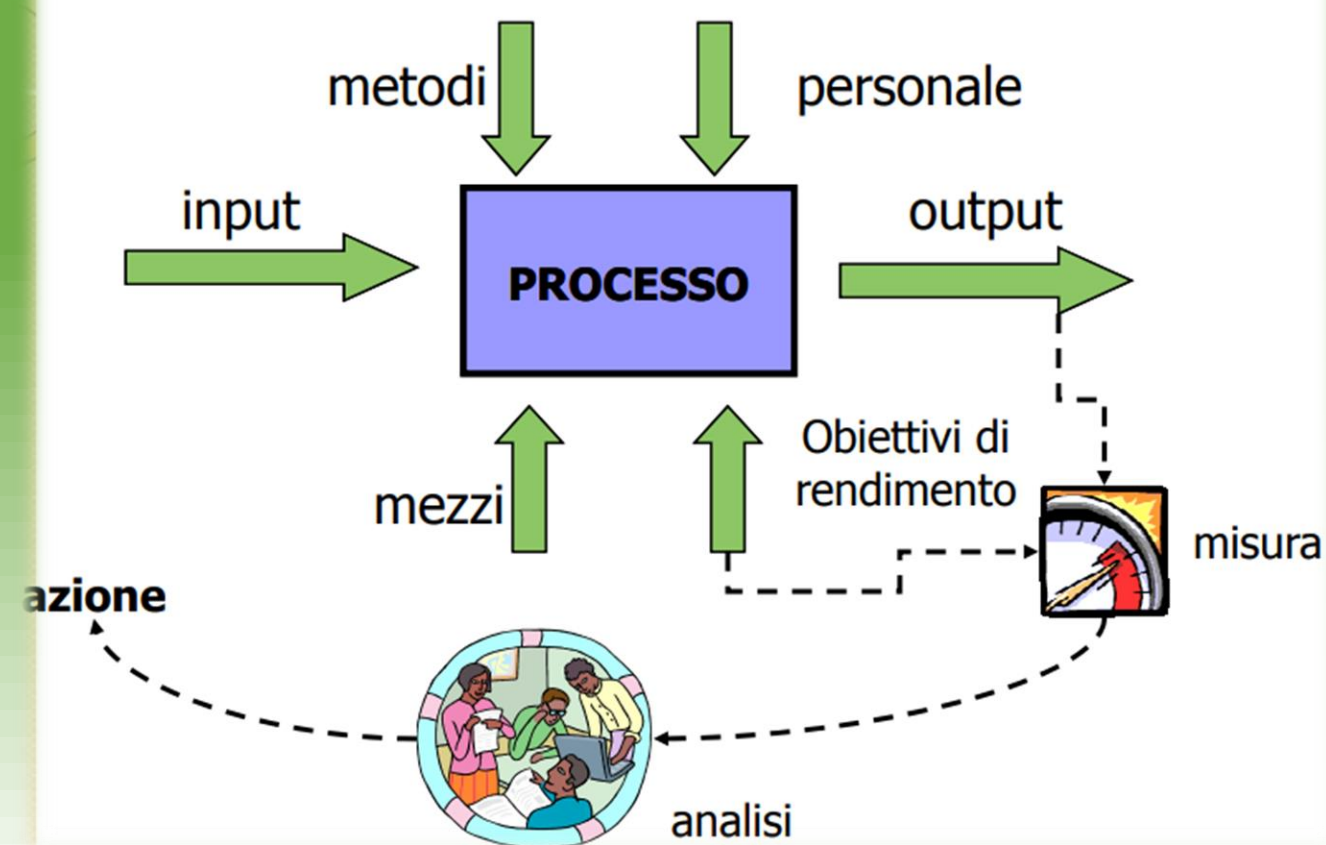 metodi
personale
input
output
PROCESSO
Obiettivi di
rendimento
mezzi
misura
azione
analisi